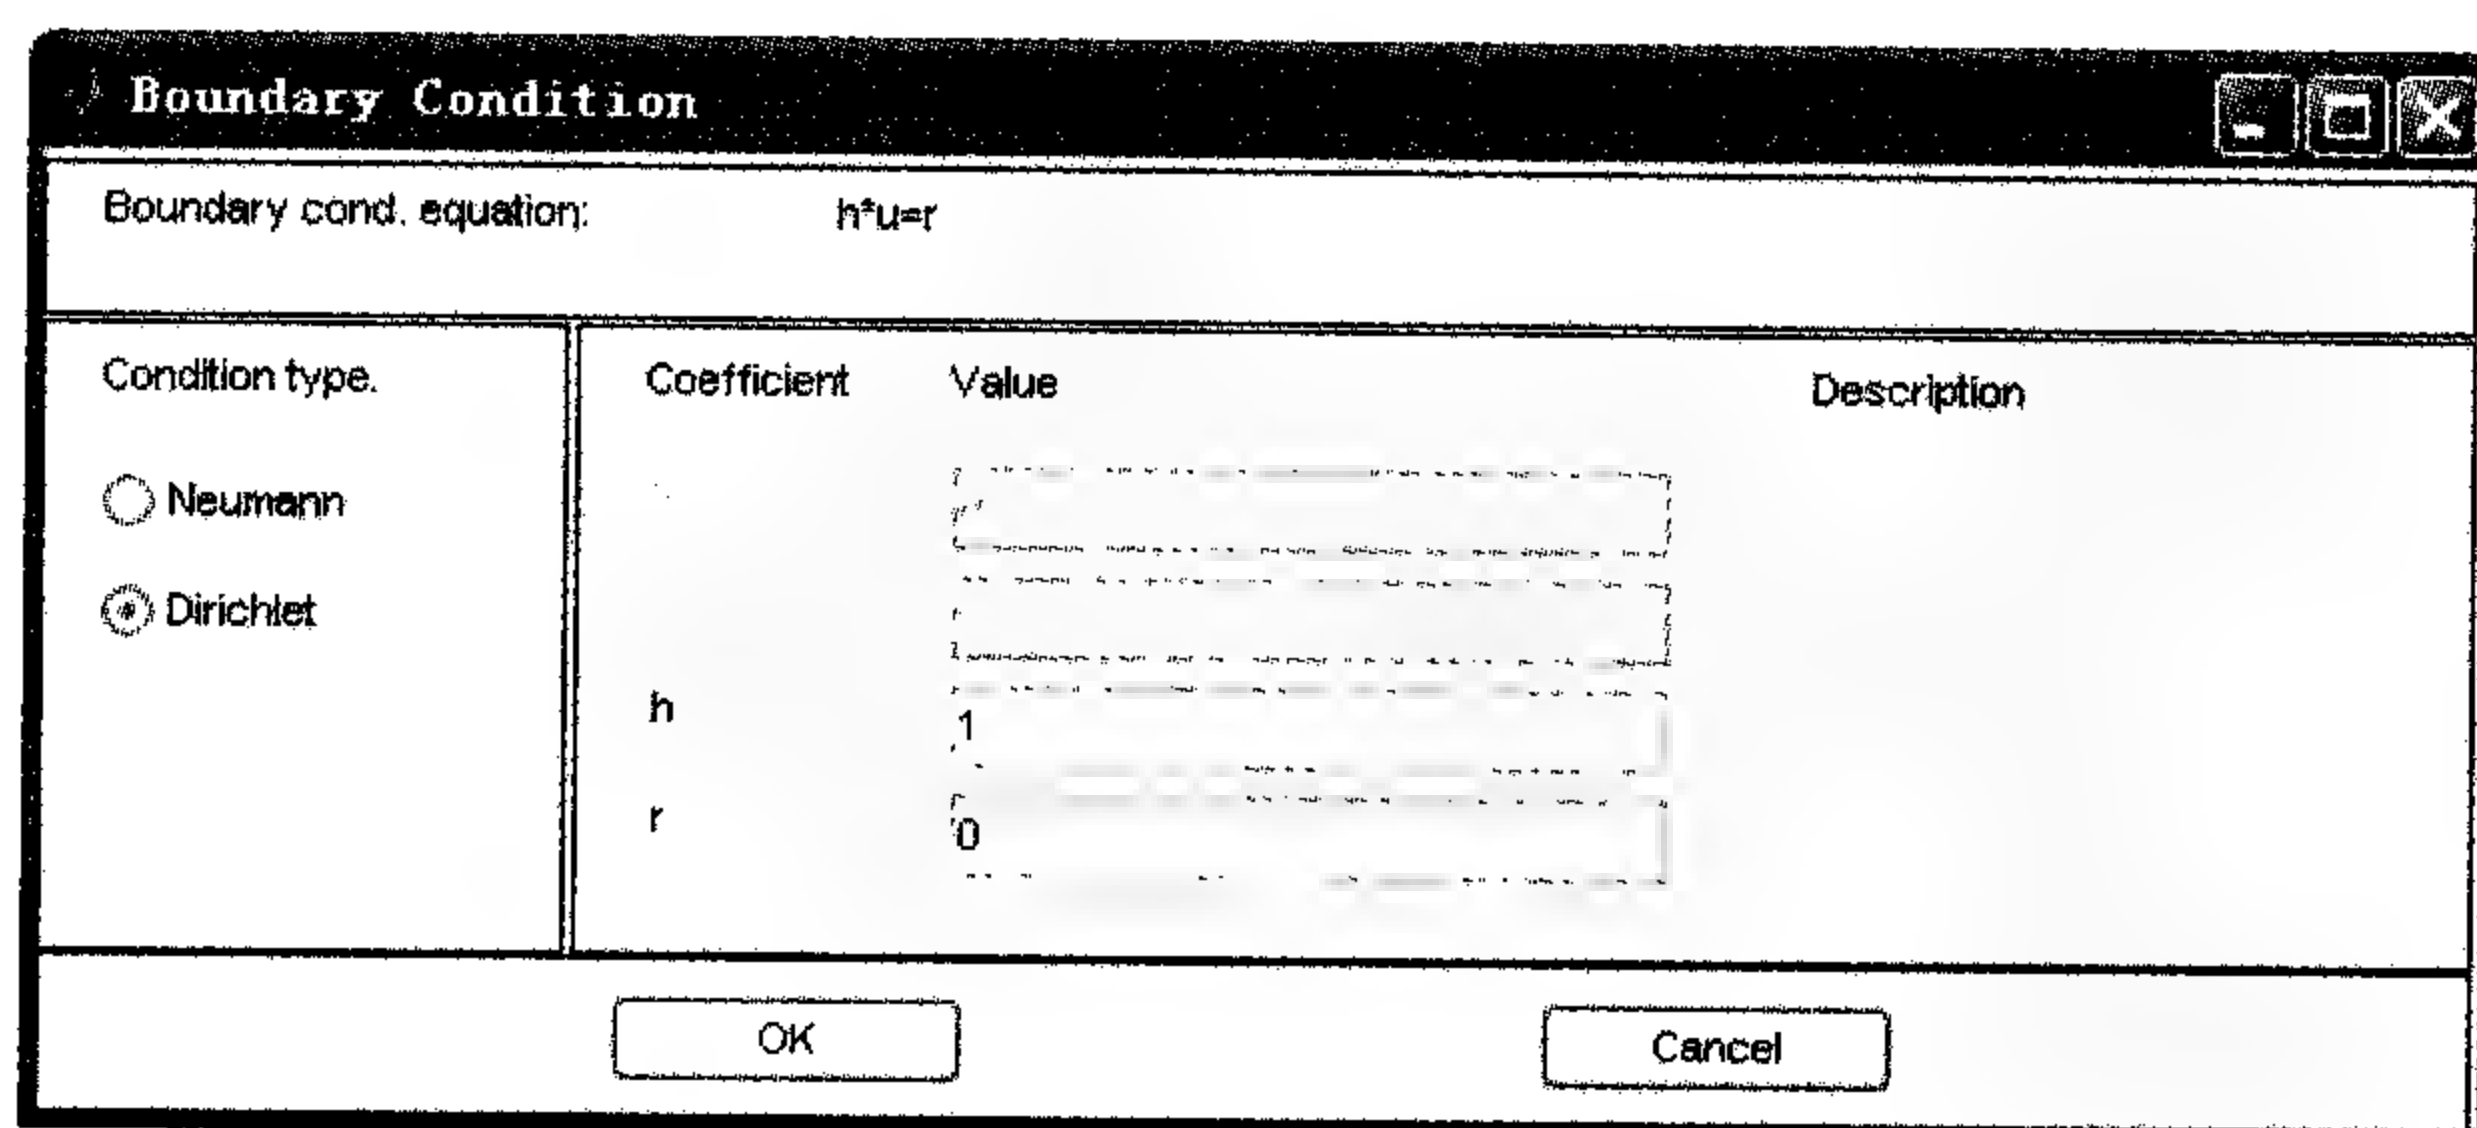 Boundary Condition
Boundary cond. equation: h*u=r
Condition type.
Coefficient Value Description
Neumann
Dirichlet
h 1
r 0
OK Cancel